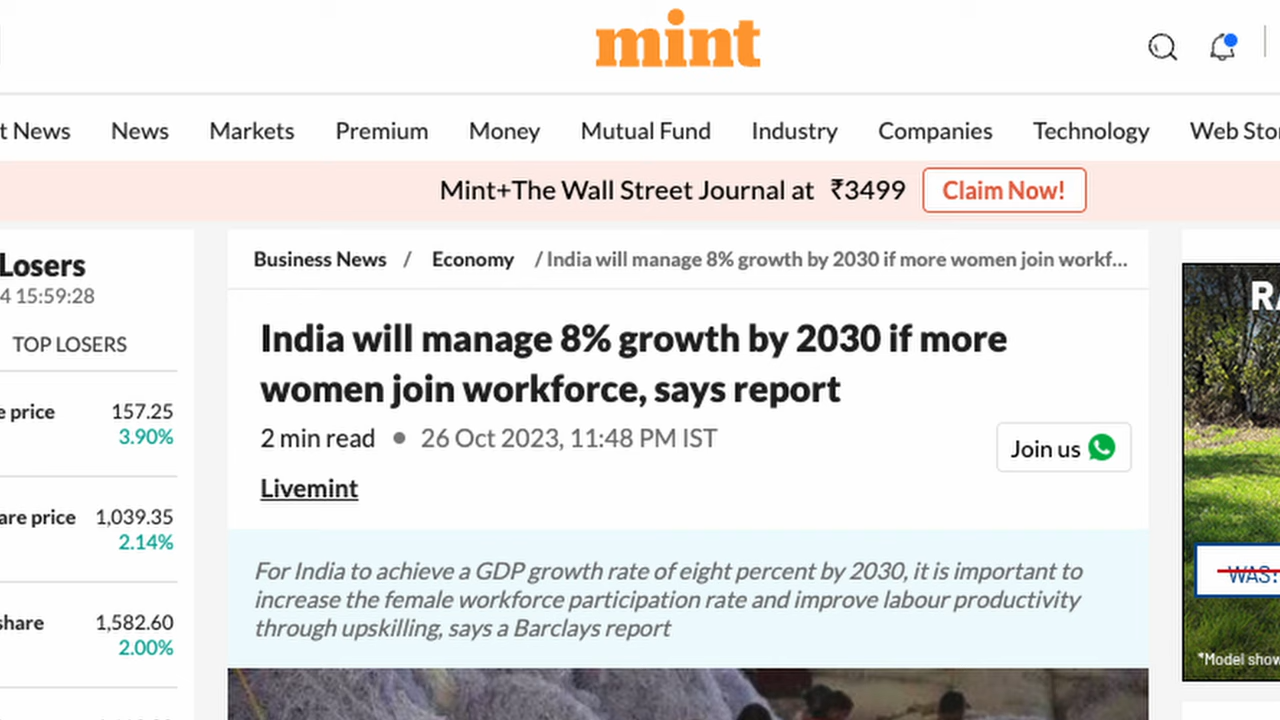 mint
t News News Markets Premium Money Mutual Fund Industry Companies Technology Web Sto
Mint+The Wall Street Journal at ₹3499 Claim Now!
Losers
4 15:59:28
TOP LOSERS
e price 157.25
3.90%
are price 1,039.35
2.14%
share 1,582.60
2.00%
Business News / Economy / India will manage 8% growth by 2030 if more women join workf...
India will manage 8% growth by 2030 if more
women join workforce, says report
2 min read • 26 Oct 2023, 11:48 PM IST
Join us
Livemint
For India to achieve a GDP growth rate of eight percent by 2030, it is important to
increase the female workforce participation rate and improve labour productivity
through upskilling, says a Barclays report
WAS:
*Model show